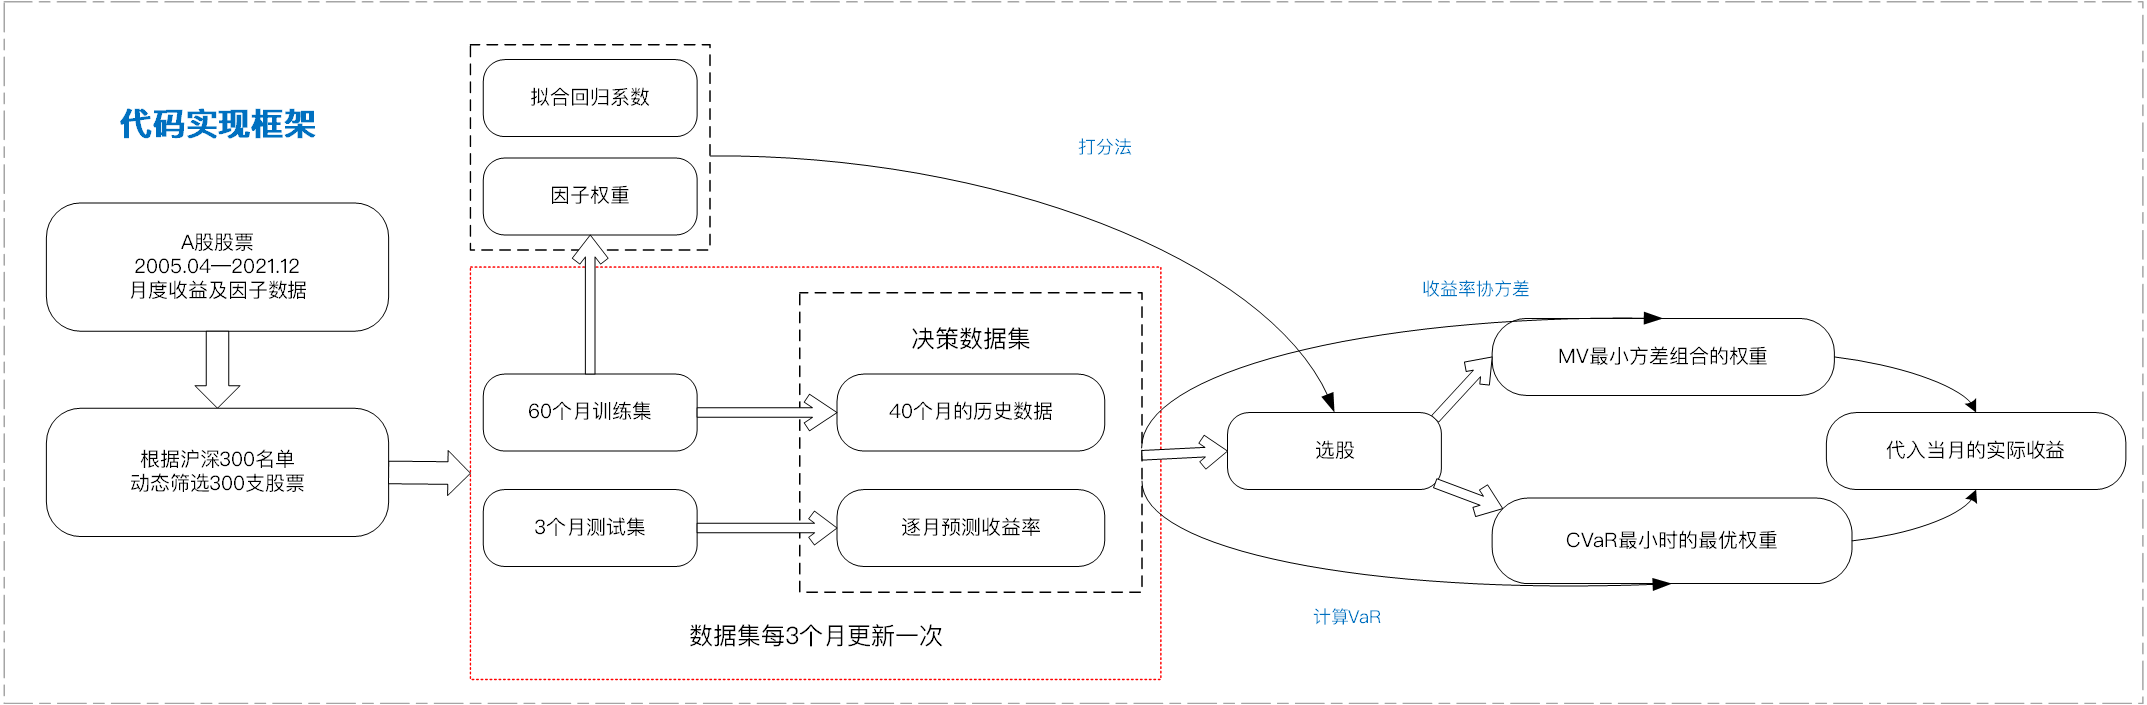 代码实现框架
A股股票
2005.04—2021.12
月度收益及因子数据
根据沪深300名单
动态筛选300支股票
拟合回归系数
因子权重
60个月训练集
3个月测试集
决策数据集
40个月的历史数据
逐月预测收益率
数据集每3个月更新一次
打分法
选股
收益率协方差
MV最小方差组合的权重
CVaR最小时的最优权重
计算VaR
代入当月的实际收益